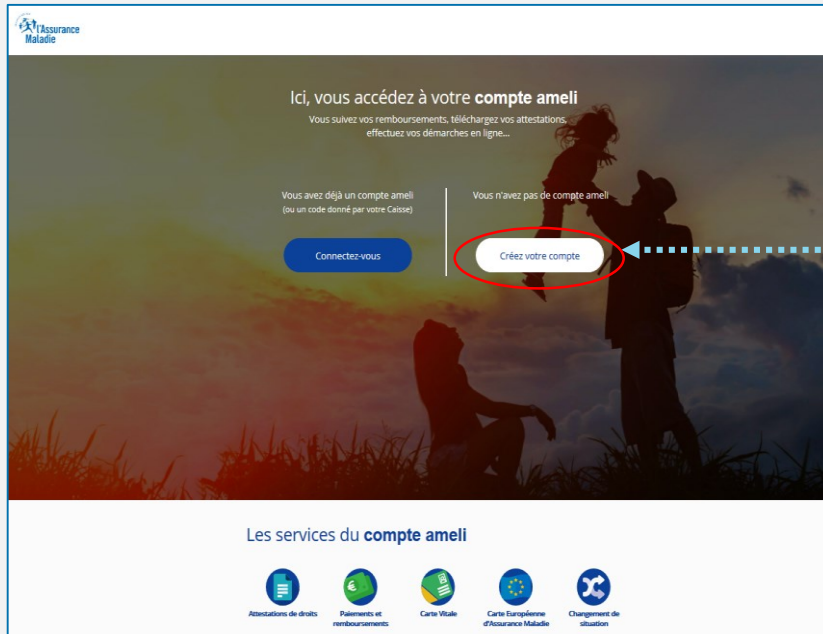 l'Assurance
Maladie
Ici, vous accédez à votre compte ameli
Vous suivez vos remboursements, téléchargez vos attestations,
effectuez vos démarches en ligne...
Vous avez déjà un compte ameli
(ou un code donné par votre Caisse)
Connectez-vous
Vous n'avez pas de compte ameli
Créez votre compte
Les services du compte ameli
Attestations de droits
Paiements et
remboursements
Carte Vitale
Carte Européenne
d'Assurance Maladie
Changement de
situation